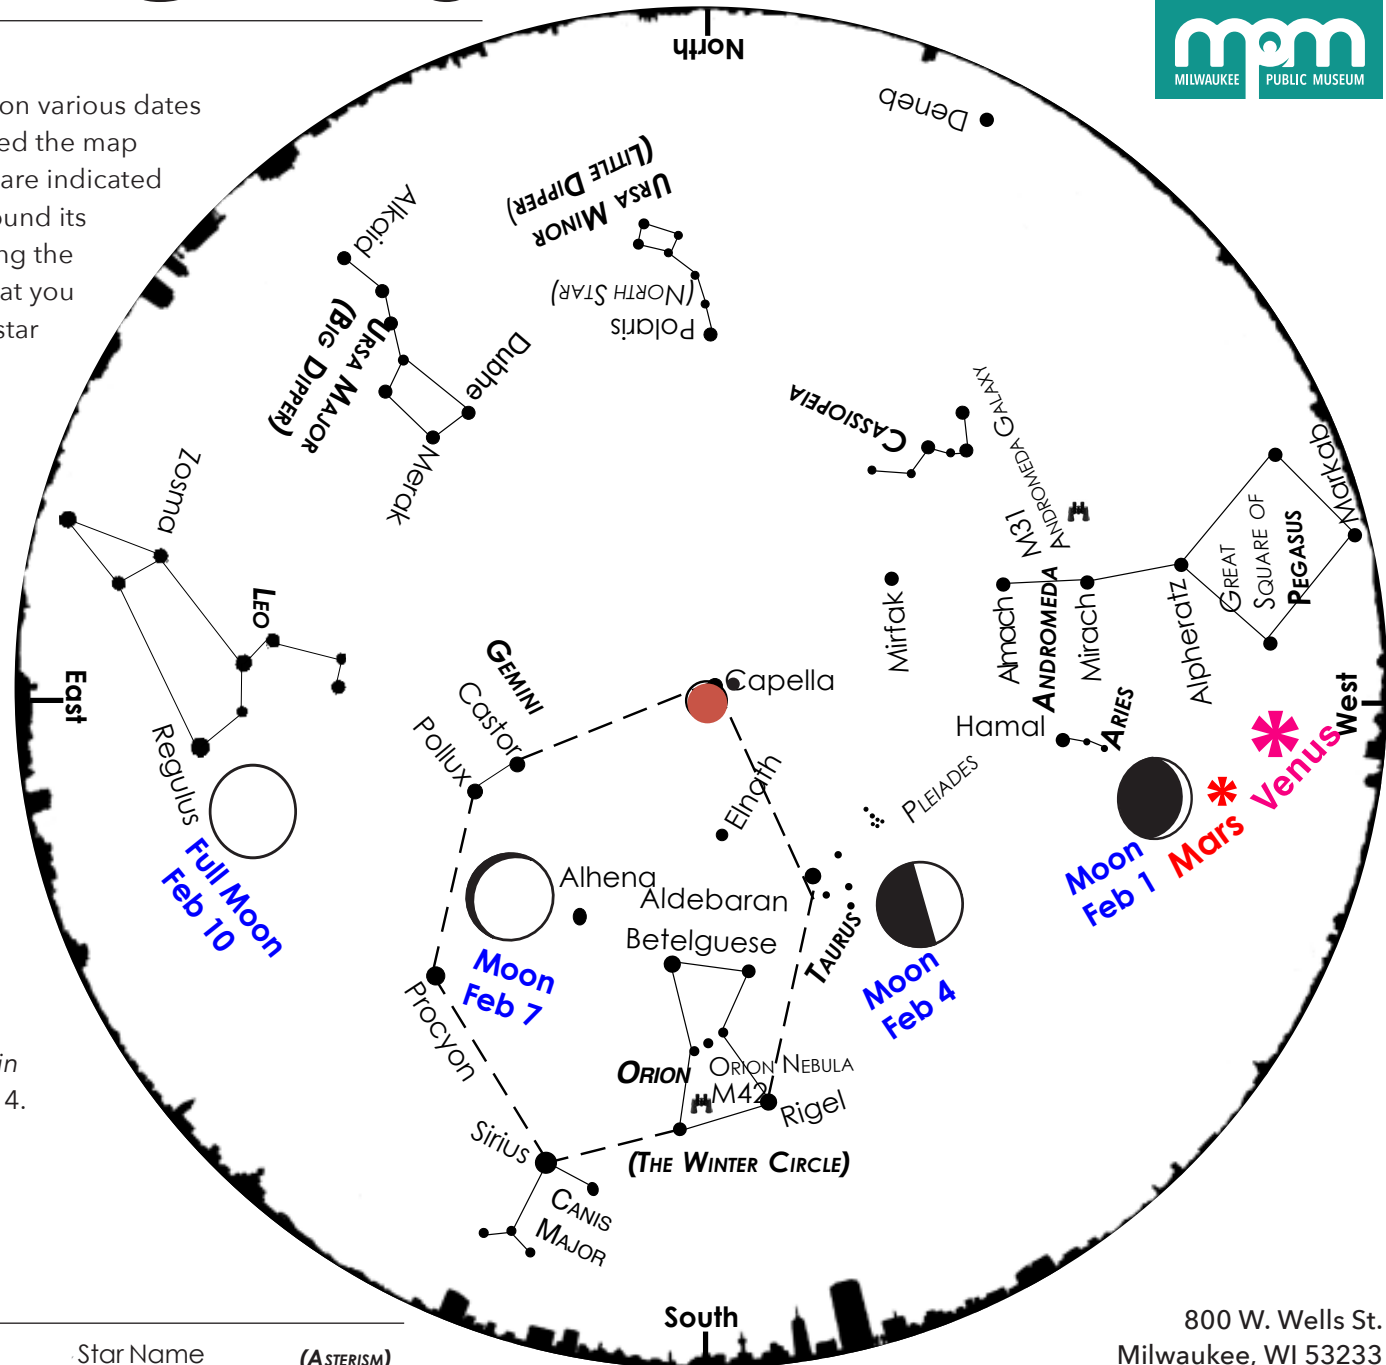 North
mpm
MILWAUKEE PUBLIC MUSEUM
on various dates
ed the map
are indicated
ound its
ng the
at you
star
Deneb
URSA MINOR
(LITTLE DIPPER)
Alkaid
(NORTH STAR)
Polaris
URSA MAJOR
(BIG DIPPER)
Dubhe
Merak
CASSIOPEIA
M31
ANDROMEDA GALAXY
Markab
GREAT
SQUARE OF
PEGASUS
Zosma
LEO
Mirfak
Almach
ANDROMEDA
Mirach
Alpheratz
East
GEMINI
Castor
Pollux
Capella
Hamal
ARIES
West
Venus
Regulus
Elnath
PLEIADES
Mars
Moon
Feb 1
Full Moon
Feb 10
Alhena
Aldebaran
Betelguese
TAURUS
Moon
Feb 7
Moon
Feb 4
Procyon
in
4.
ORION
ORION NEBULA
M42
Rigel
Sirius
(THE WINTER CIRCLE)
CANIS
MAJOR
South
800 W. Wells St.
Milwaukee, WI 53233
Star Name
(ASTERISM)